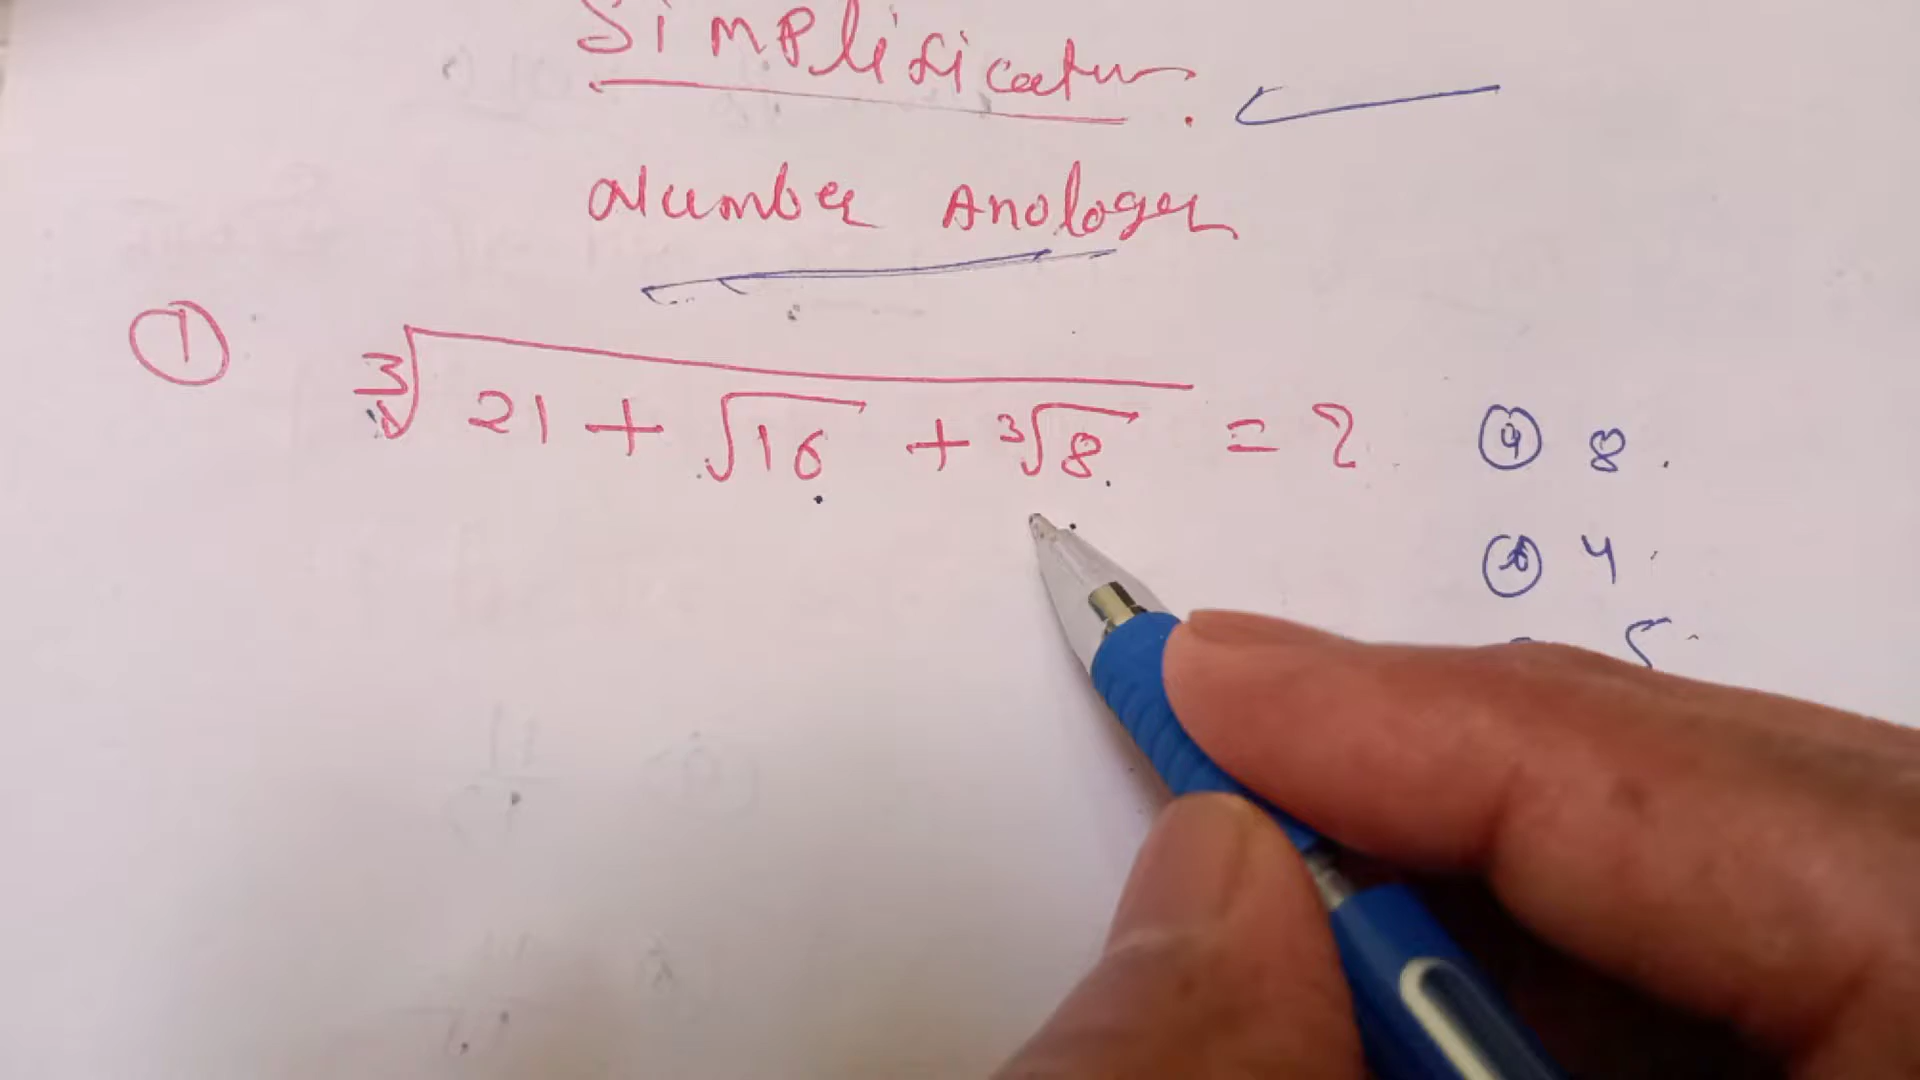 Simplification.
Number Analogy
① ∛(21 + √16 + ∛8) = ?
ⓐ 8.
ⓑ 4.
5.